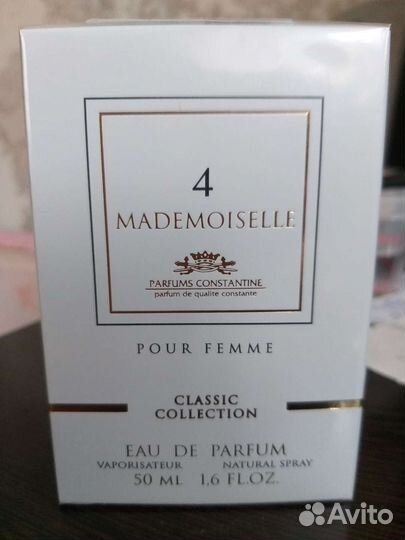 4
MADEMOISELLE
PARFUMS CONSTANTINE
parfum de qualite constante
POUR FEMME
CLASSIC
COLLECTION
EAU DE PARFUM
VAPORISATEUR NATURAL SPRAY
50 ML 1,6 FL.OZ.
Avito